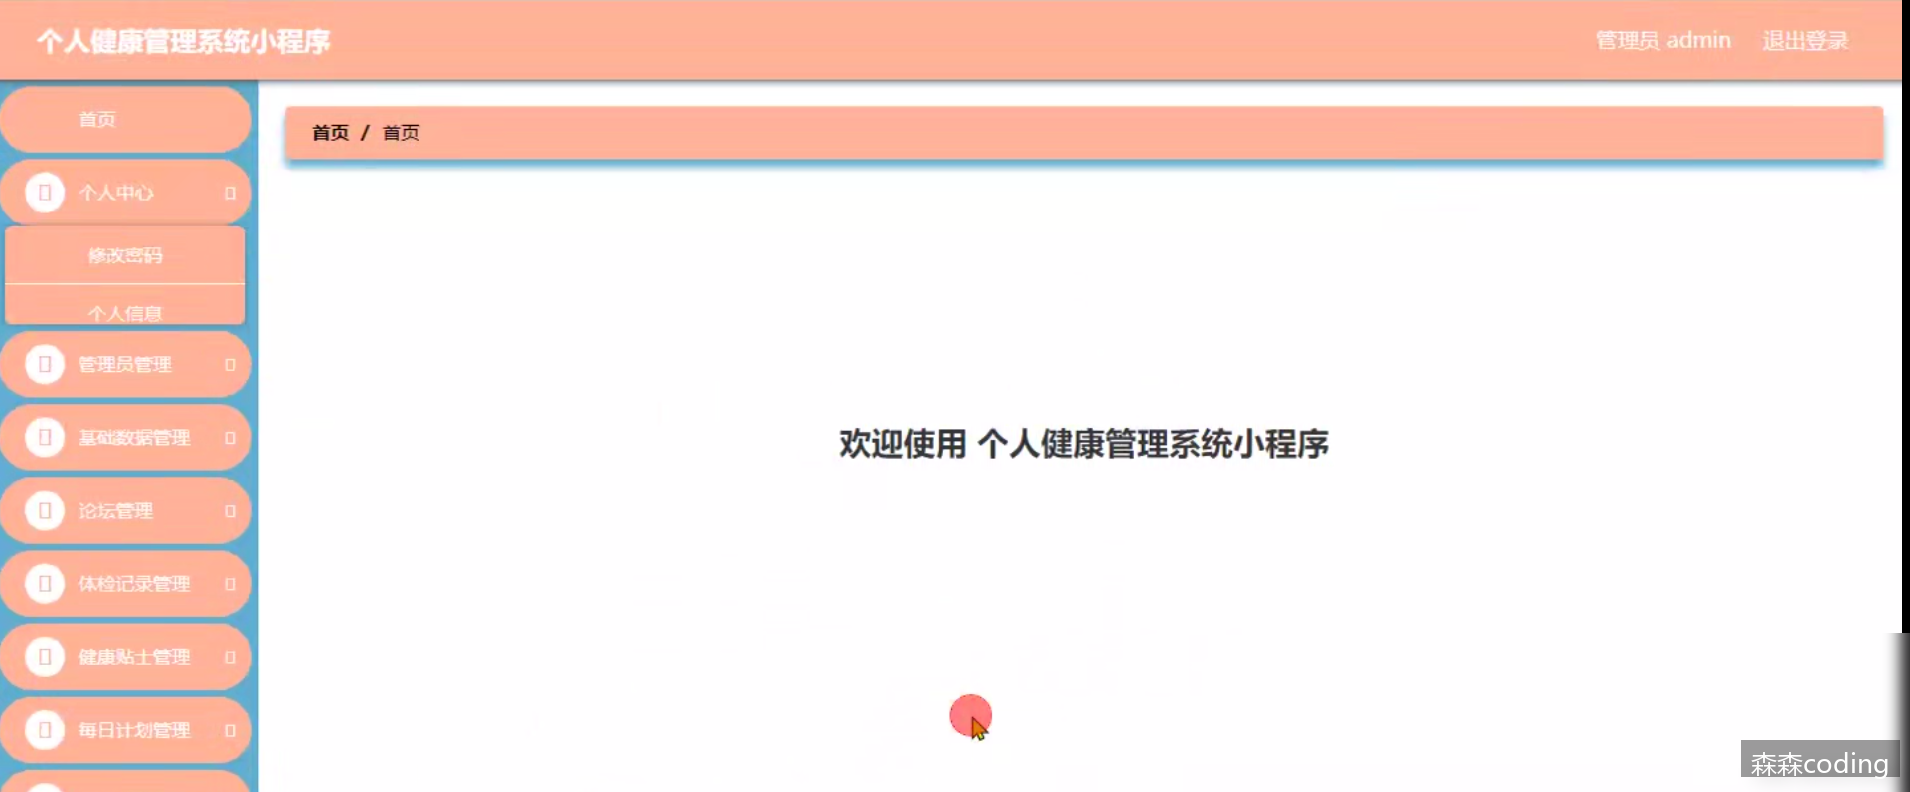 个人健康管理系统小程序
管理员 admin 退出登录
首页
首页 / 首页
个人中心
修改密码
个人信息
管理员管理
基础数据管理
论坛管理
体检记录管理
健康贴士管理
每日计划管理
欢迎使用 个人健康管理系统小程序
森森coding